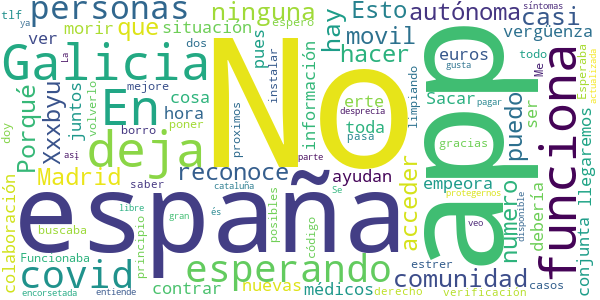 tlf
personas
que
ninguna
hay
Esto
autónoma
síntomas
casi
ya
morir
situación
espero
movil
vergüenza
ver
dos
pues
hacer
euros
todo
La
Galicia
No
app
funciona
Me
Esperaba
actualizada
gusta
Porqué
Xxxbyu
En
juntos
volverlo
mejore
cosa
hora
borro
poner
proximos
instalar
información
erte
desprecia
toda
pasa
limpiando
Sacar
puedo
ser
pagar
doy
deja
gracias
así
Madrid
reconoce
parte
ayudan
acceder
empeora
numero
debería
conjunta
llegaremos
saber
cataluña
Se
protegernos
disponible
colaboración
españa
libre
gran
és
posibles
código
buscaba
principio
Funcionaba
esperando
comunidad
veo
covid
contrar
nuevas
médicos
derecho
estrer
casos
encorsetada
entiende
verificación